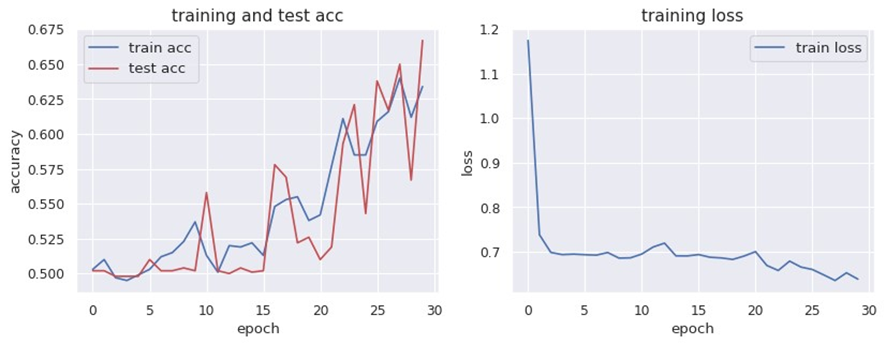 training and test acc
train acc
test acc
accuracy
0.675
0.650
0.625
0.600
0.575
0.550
0.525
0.500
0 5 10 15 20 25 30
epoch
training loss
train loss
loss
1.2
1.1
1.0
0.9
0.8
0.7
0 5 10 15 20 25 30
epoch